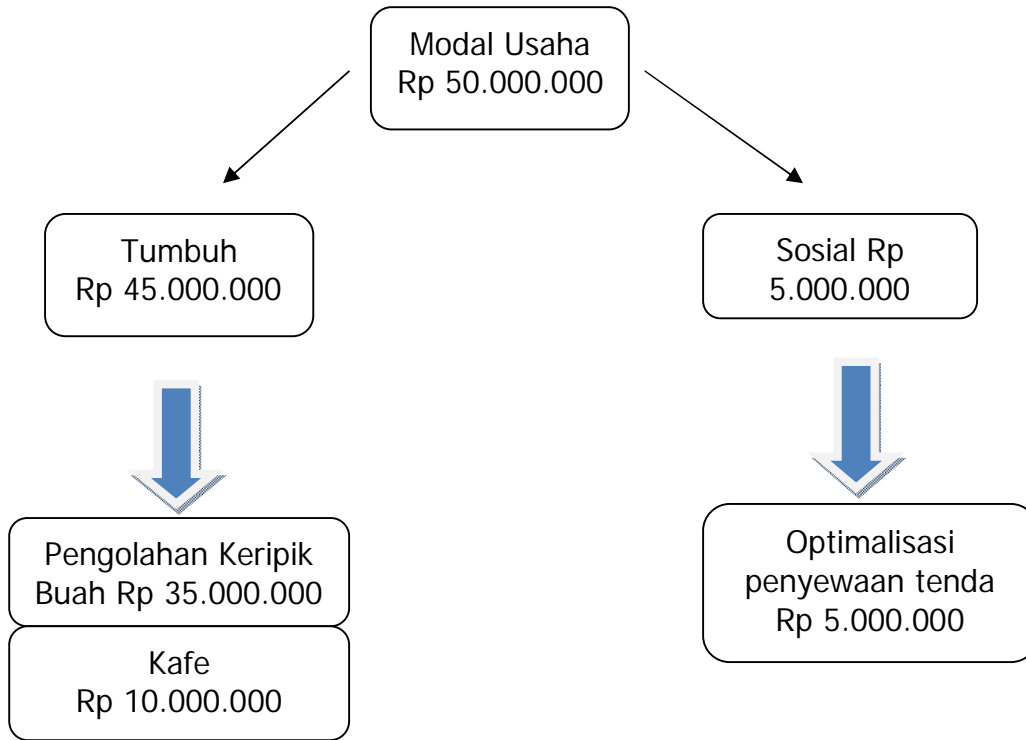 Modal Usaha
Rp 50.000.000
Tumbuh
Rp 45.000.000
Sosial Rp
5.000.000
Pengolahan Keripik
Buah Rp 35.000.000
Kafe
Rp 10.000.000
Optimalisasi
penyewaan tenda
Rp 5.000.000